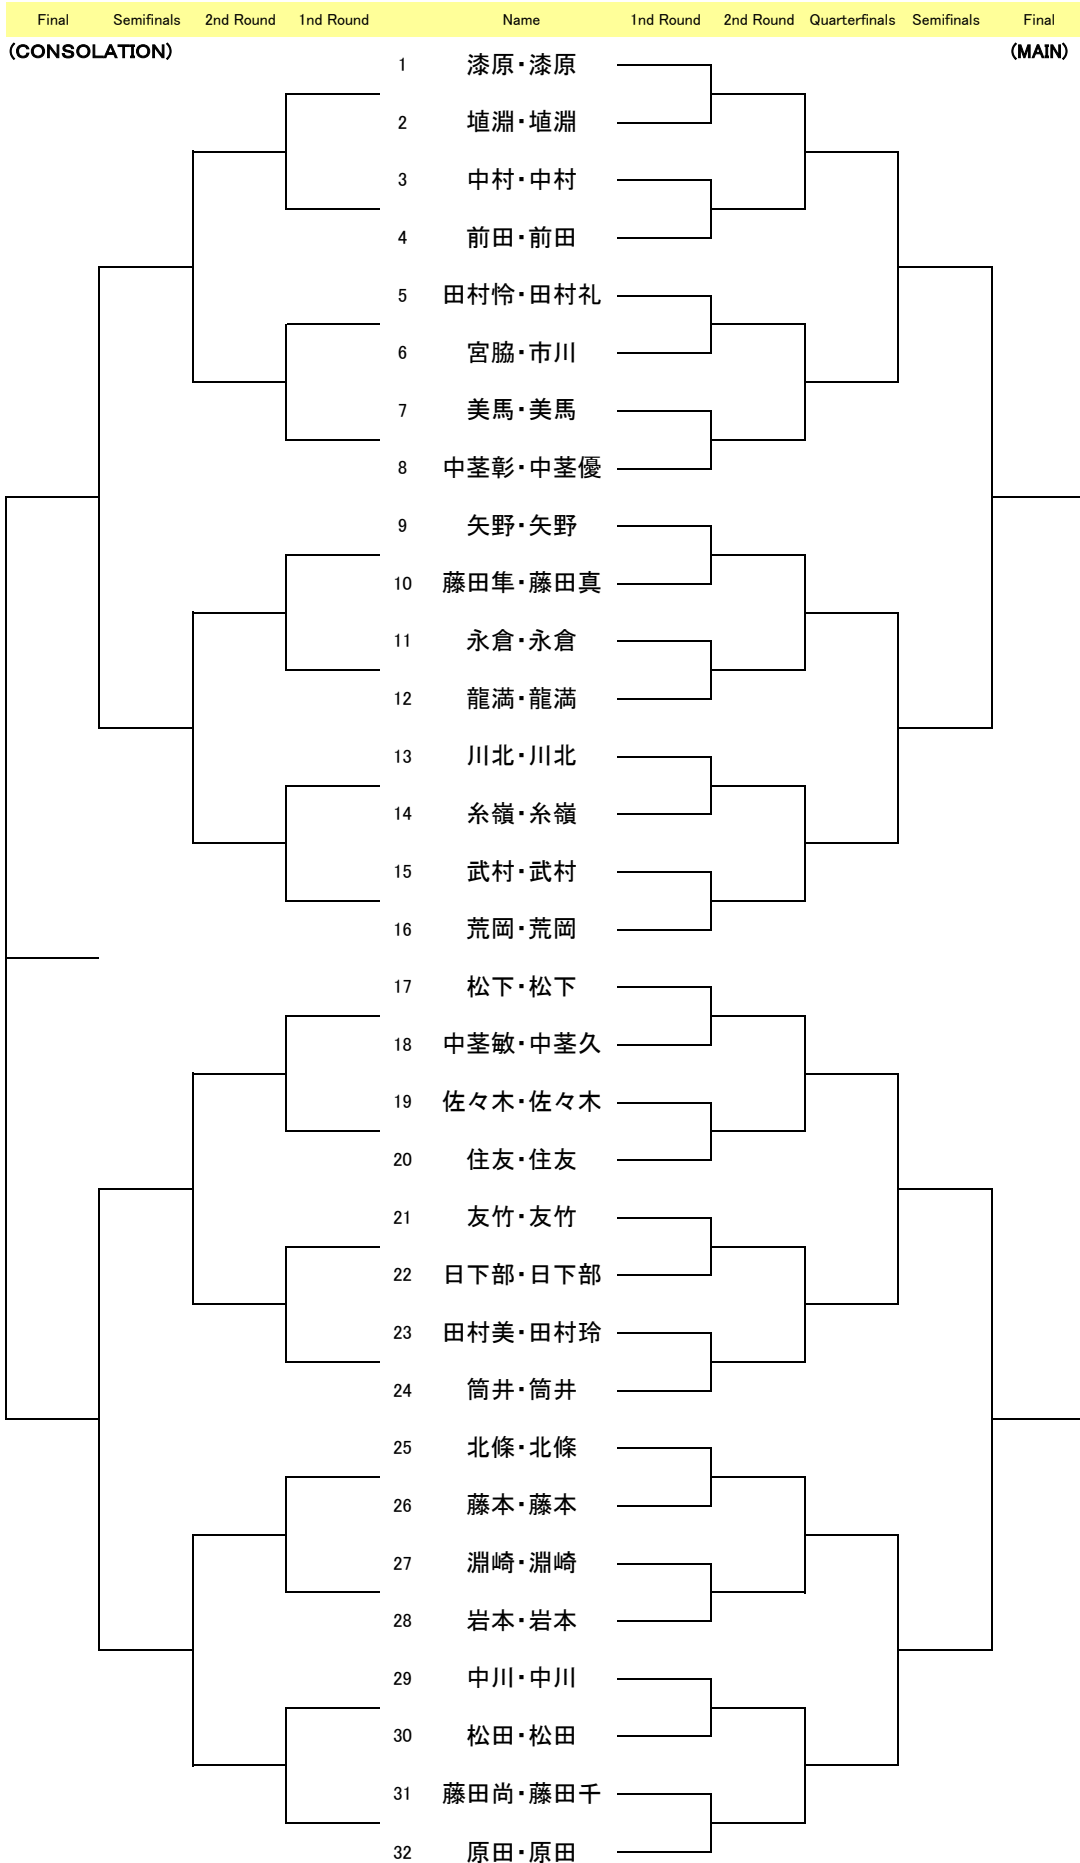 Final Semifinals 2nd Round 1nd Round Name 1nd Round 2nd Round Quarterfinals Semifinals Final
(CONSOLATION) (MAIN)
1 漆原・漆原
2 埴淵・埴淵
3 中村・中村
4 前田・前田
5 田村怜・田村礼
6 宮脇・市川
7 美馬・美馬
8 中茎彰・中茎優
9 矢野・矢野
10 藤田隼・藤田真
11 永倉・永倉
12 龍満・龍満
13 川北・川北
14 糸嶺・糸嶺
15 武村・武村
16 荒岡・荒岡
17 松下・松下
18 中茎敏・中茎久
19 佐々木・佐々木
20 住友・住友
21 友竹・友竹
22 日下部・日下部
23 田村美・田村玲
24 筒井・筒井
25 北條・北條
26 藤本・藤本
27 淵崎・淵崎
28 岩本・岩本
29 中川・中川
30 松田・松田
31 藤田尚・藤田千
32 原田・原田